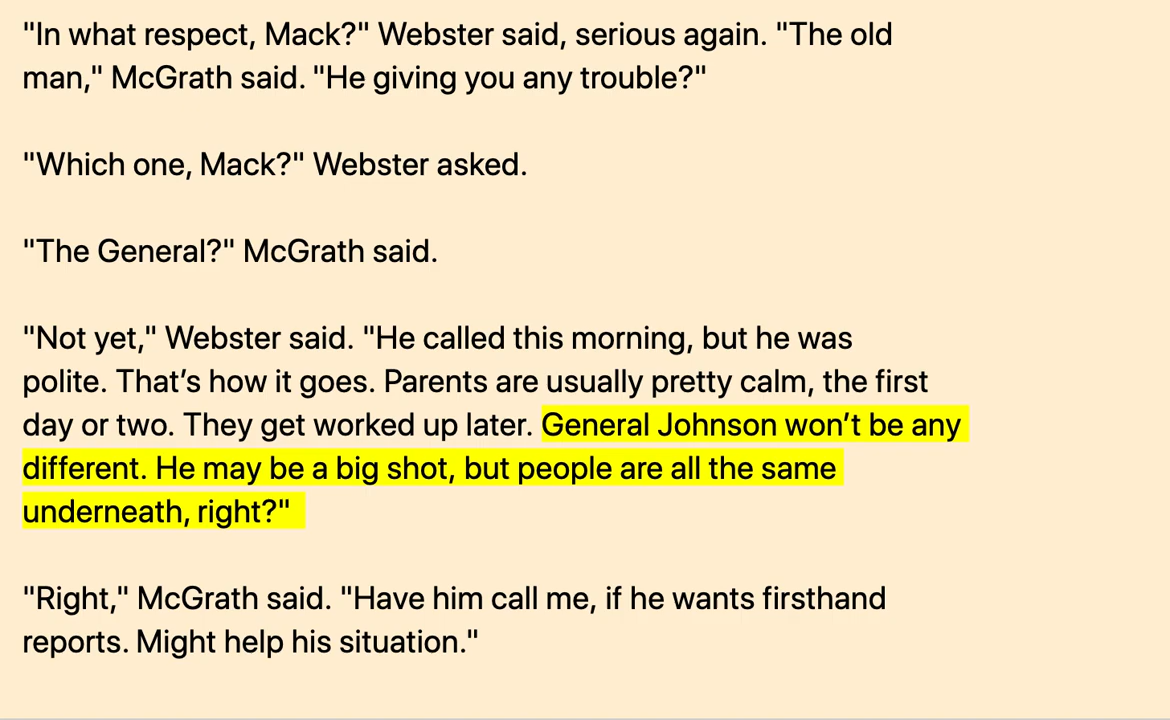 "In what respect, Mack?" Webster said, serious again. "The old
man," McGrath said. "He giving you any trouble?"
"Which one, Mack?" Webster asked.
"The General?" McGrath said.
"Not yet," Webster said. "He called this morning, but he was
polite. That’s how it goes. Parents are usually pretty calm, the first
day or two. They get worked up later. General Johnson won’t be any
different. He may be a big shot, but people are all the same
underneath, right?"
"Right," McGrath said. "Have him call me, if he wants firsthand
reports. Might help his situation."